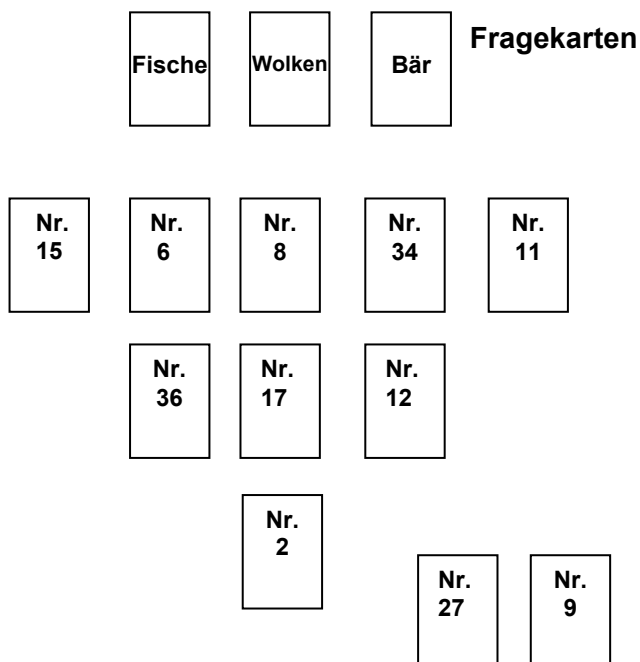 Fragekarten
Fische Wolken Bär
Nr. Nr. Nr. Nr. Nr.
15 6 8 34 11
Nr. Nr. Nr.
36 17 12
Nr.
2
Nr. Nr.
27 9